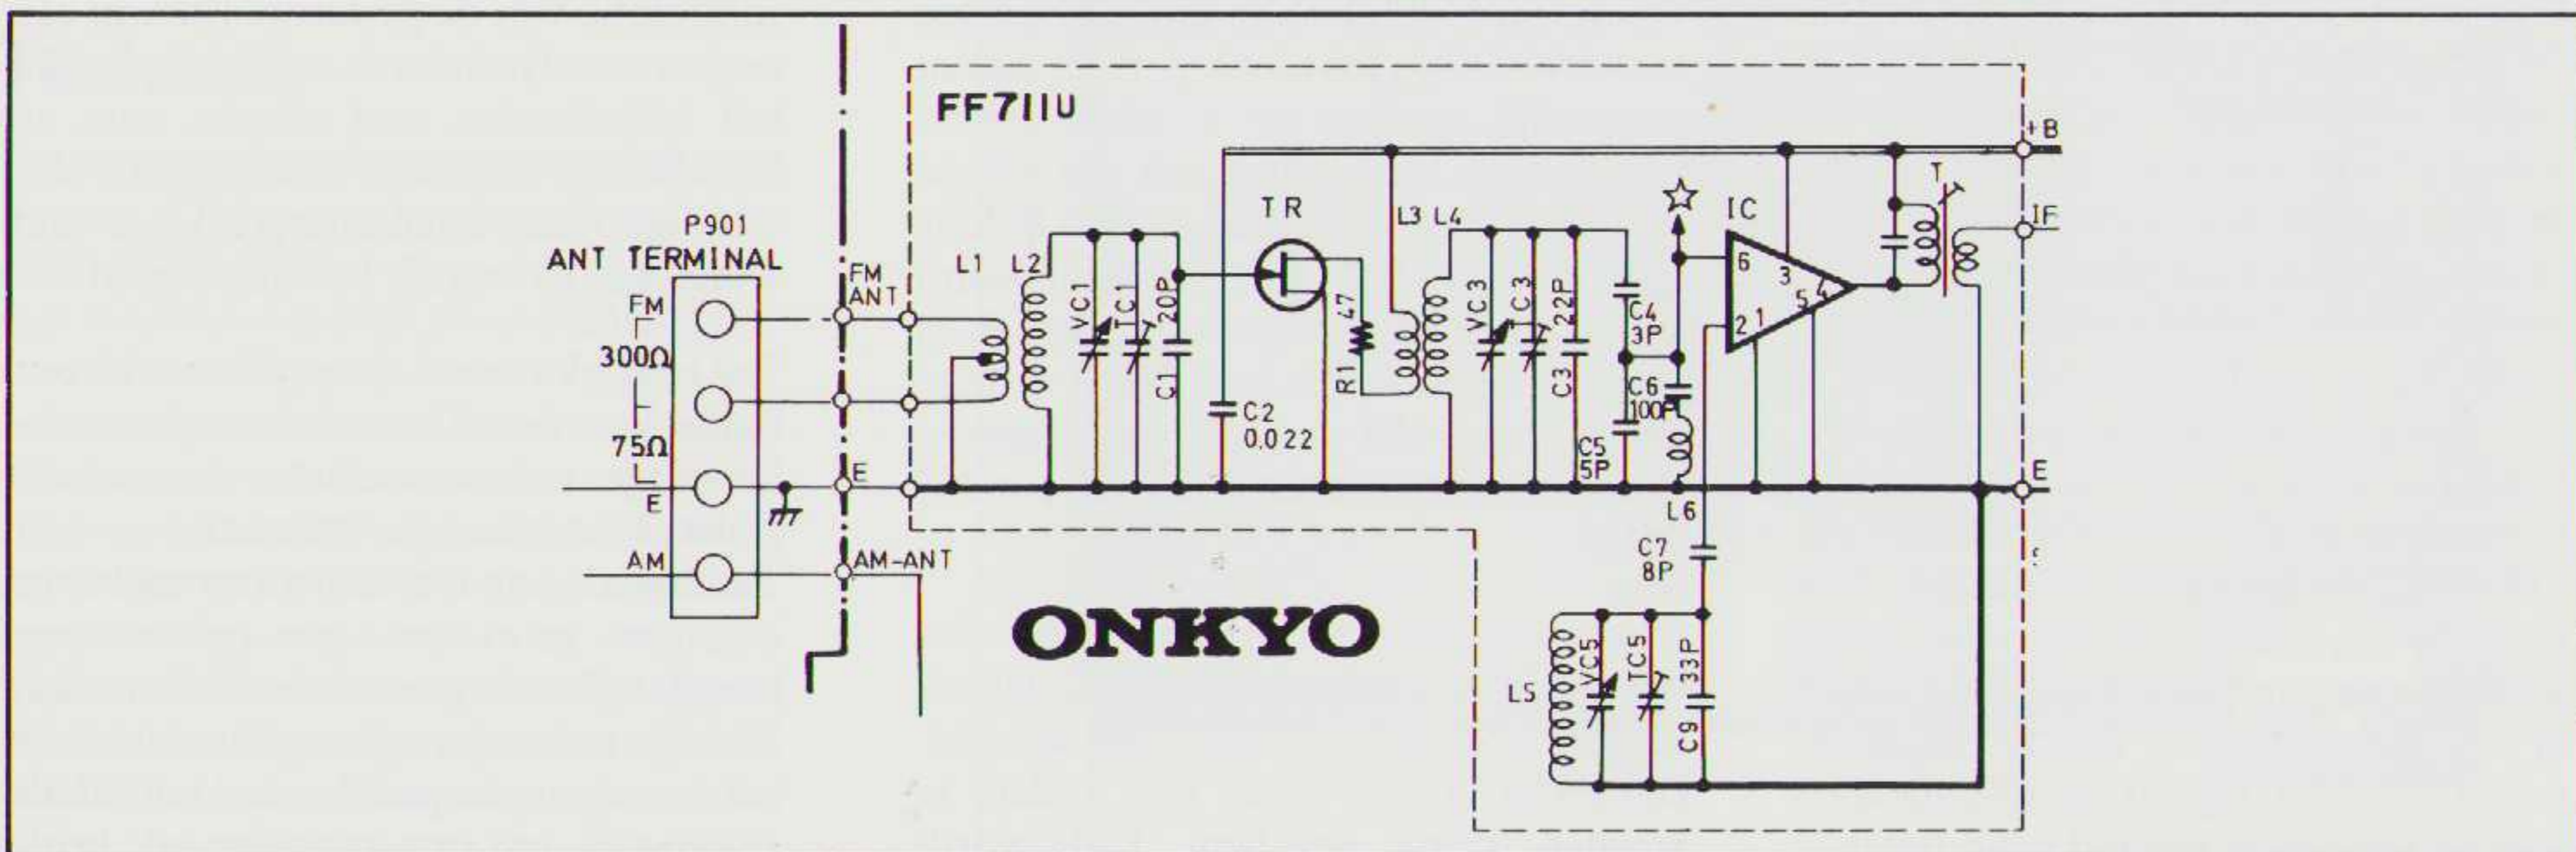 FF711U
+B
T
IF
P901
ANT TERMINAL
FM
300Ω
75Ω
E
AM
FM
ANT
E
AM-ANT
L1 L2
VC1
TC1
20P
C1
C2
0.022
TR
R1 47
L3 L4
VC3
TC3
22P
C3
C4
3P
C5
5P
C6
100P
L6
IC
6
3
2
1
5
4
E
C7
8P
L5
VC5
TC5
33P
C9
ONKYO